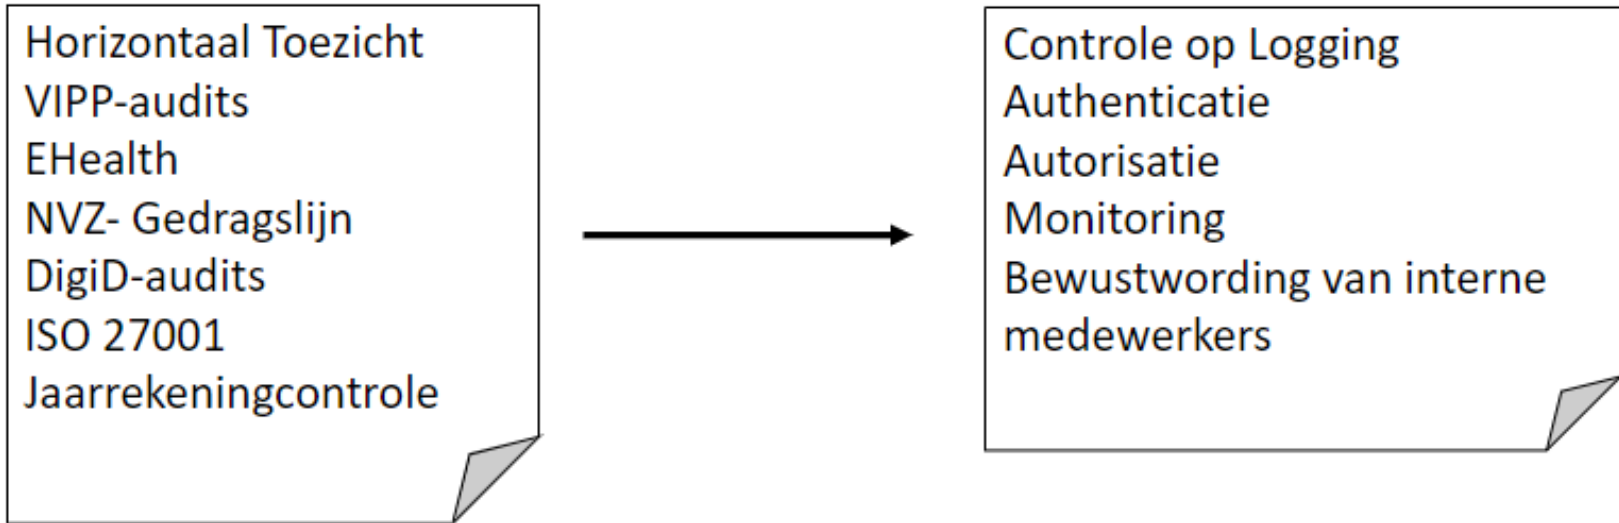 Horizontaal Toezicht
VIPP-audits
EHealth
NVZ- Gedragslijn
DigiD-audits
ISO 27001
Jaarrekeningcontrole
Controle op Logging
Authenticatie
Autorisatie
Monitoring
Bewustwording van interne
medewerkers